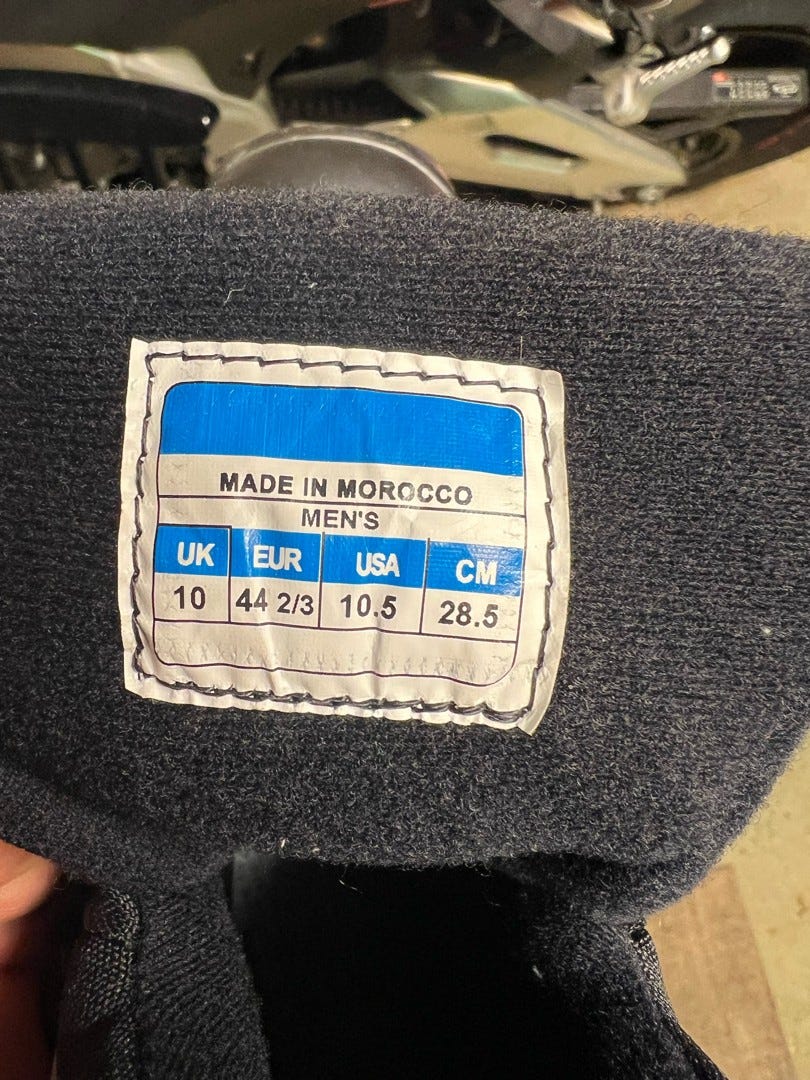 MADE IN MOROCCO
MEN'S
UK EUR USA CM
10 44 2/3 10.5 28.5